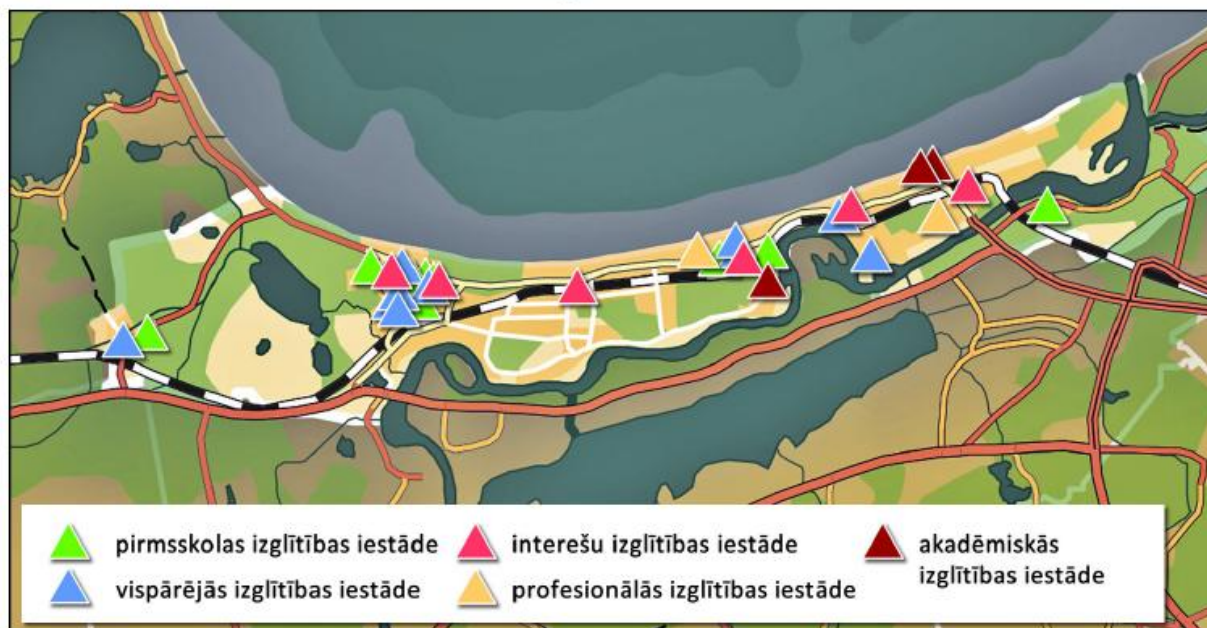 pirmsskolas izglītības iestāde
interešu izglītības iestāde
akadēmiskās
izglītības iestāde
vispārējās izglītības iestāde
profesionālās izglītības iestāde